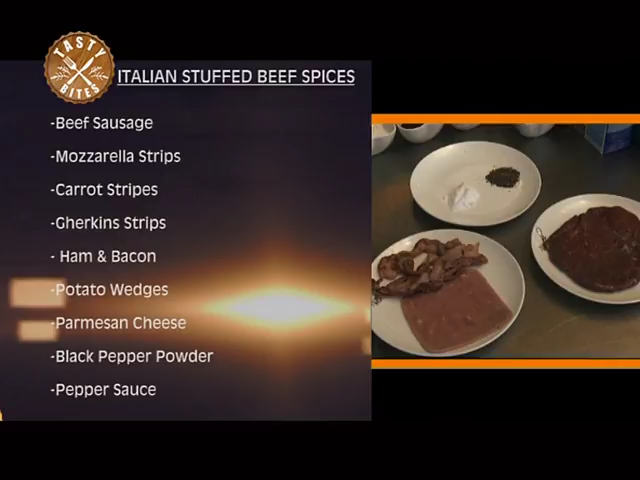 TASTY
BITES
ITALIAN STUFFED BEEF SPICES
-Beef Sausage
-Mozzarella Strips
-Carrot Stripes
-Gherkins Strips
- Ham & Bacon
-Potato Wedges
-Parmesan Cheese
-Black Pepper Powder
-Pepper Sauce